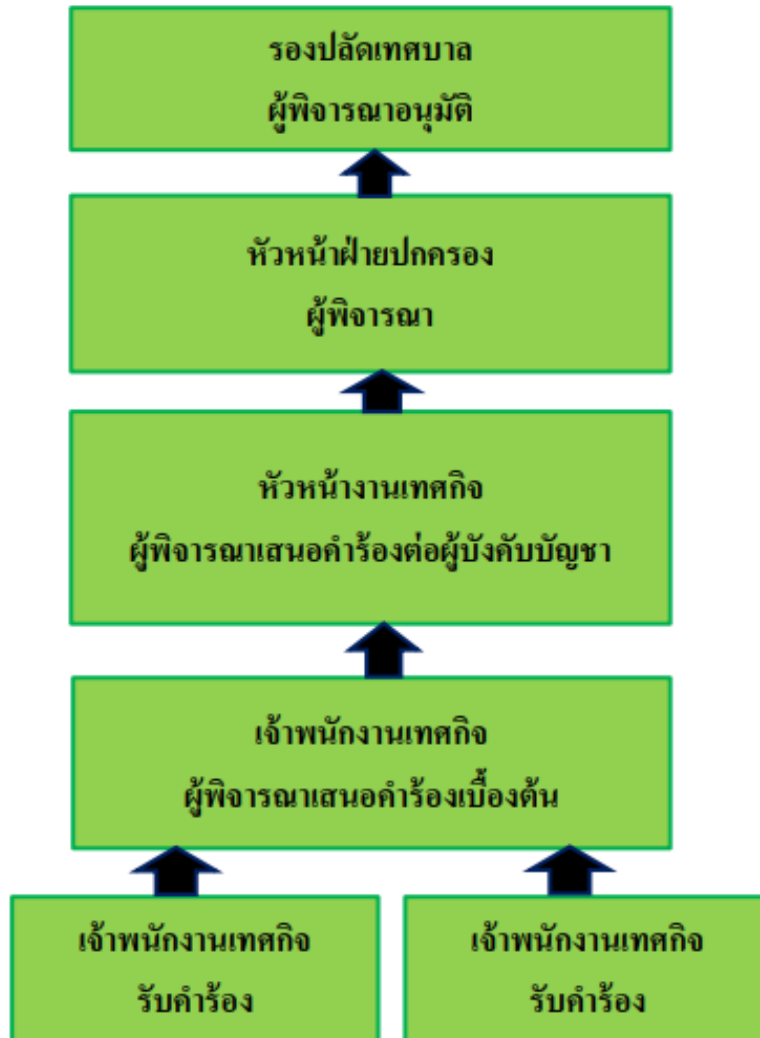 รองปลัดเทศบาล
ผู้พิจารณาอนุมัติ
หัวหน้าฝ่ายปกครอง
ผู้พิจารณา
หัวหน้างานเทศกิจ
ผู้พิจารณาเสนอคำร้องต่อผู้บังคับบัญชา
เจ้าพนักงานเทศกิจ
ผู้พิจารณาเสนอคำร้องเบื้องต้น
เจ้าพนักงานเทศกิจ
รับคำร้อง
เจ้าพนักงานเทศกิจ
รับคำร้อง